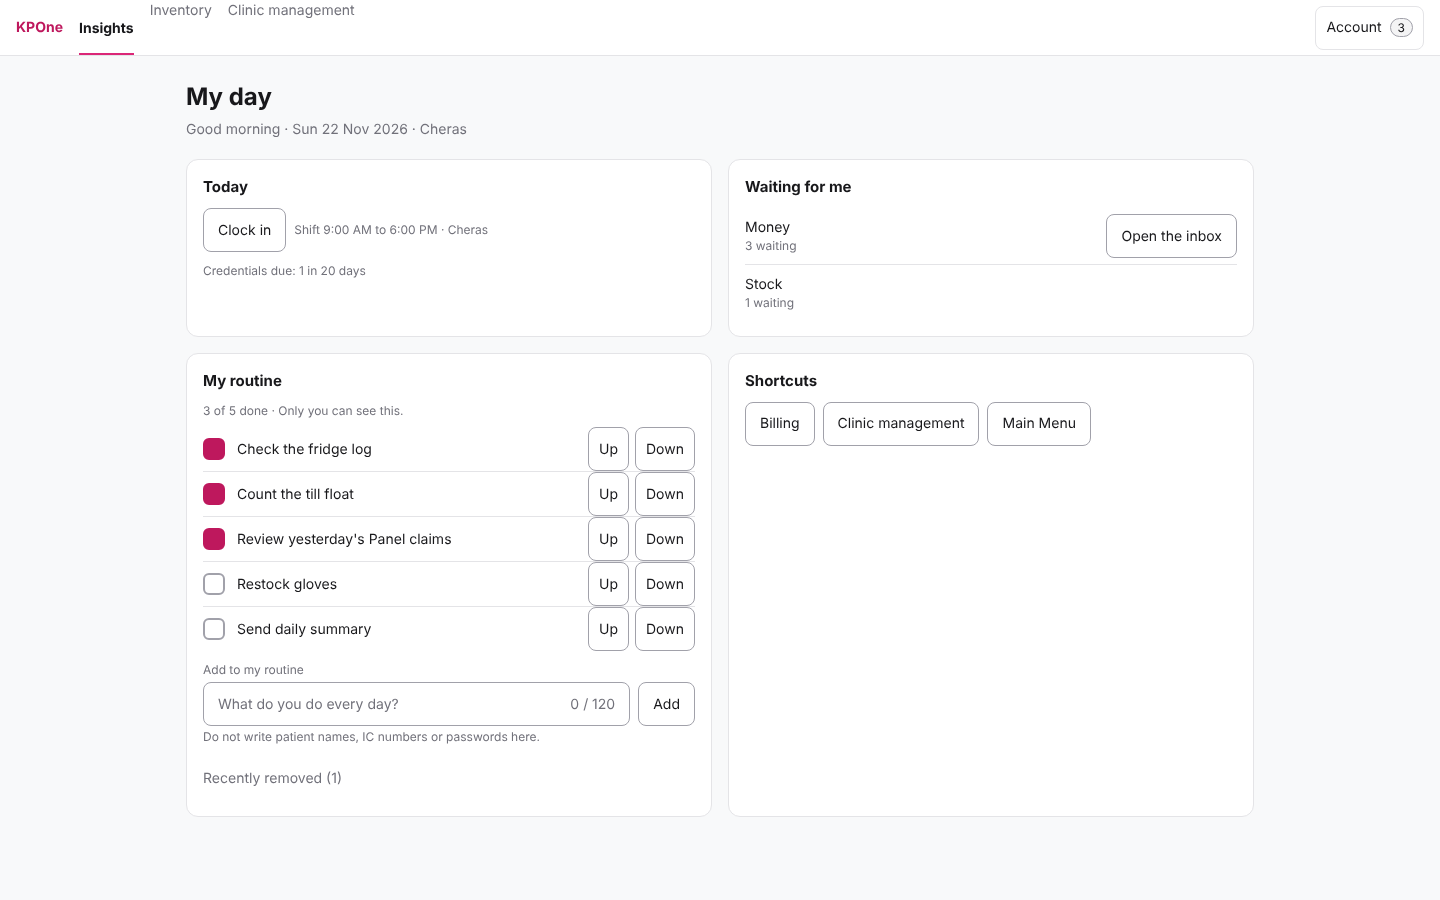 KPOne Insights Inventory Clinic management Account 3
My day
Good morning · Sun 22 Nov 2026 · Cheras
Today
Clock in Shift 9:00 AM to 6:00 PM · Cheras
Credentials due: 1 in 20 days
Waiting for me
Money
3 waiting
Open the inbox
Stock
1 waiting
My routine
3 of 5 done · Only you can see this.
Check the fridge log Up Down
Count the till float Up Down
Review yesterday's Panel claims Up Down
Restock gloves Up Down
Send daily summary Up Down
Add to my routine
What do you do every day? 0 / 120 Add
Do not write patient names, IC numbers or passwords here.
Recently removed (1)
Shortcuts
Billing Clinic management Main Menu